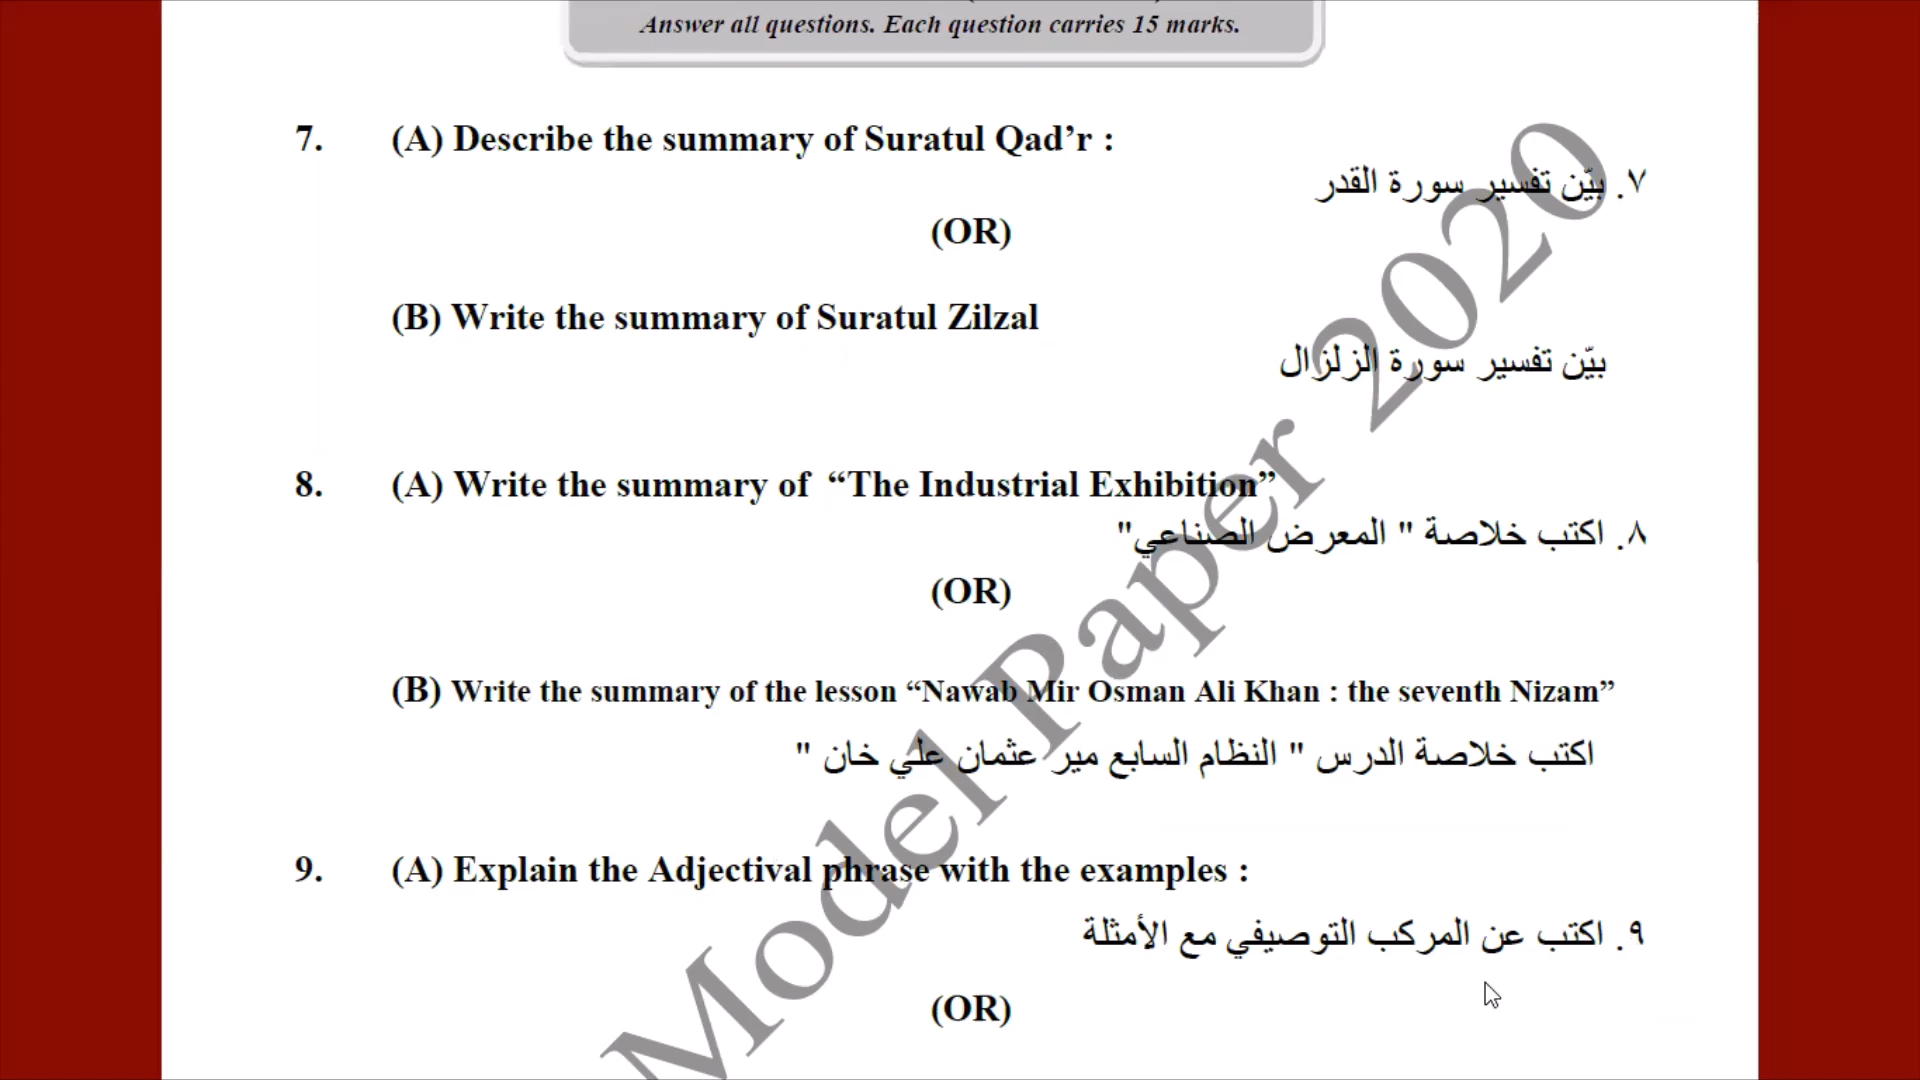 Answer all questions. Each question carries 15 marks.
7. (A) Describe the summary of Suratul Qad’r :
٧. بيّن تفسير سورة القدر
(OR)
(B) Write the summary of Suratul Zilzal
بيّن تفسير سورة الزلزال
8. (A) Write the summary of “The Industrial Exhibition”
٨. اكتب خلاصة " المعرض الصناعي"
(OR)
(B) Write the summary of the lesson “Nawab Mir Osman Ali Khan : the seventh Nizam”
اكتب خلاصة الدرس " النظام السابع مير عثمان علي خان "
9. (A) Explain the Adjectival phrase with the examples :
٩. اكتب عن المركب التوصيفي مع الأمثلة
(OR)
Model Paper 2020